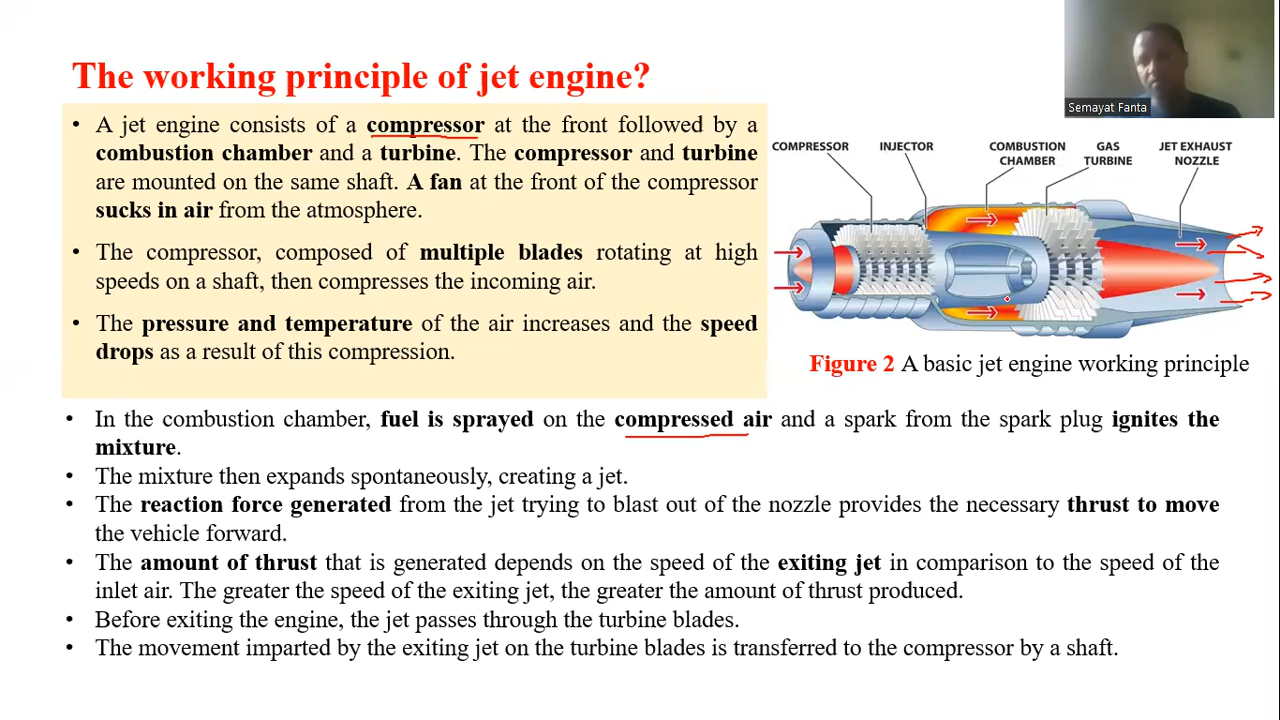 Semayat Fanta
The working principle of jet engine?
• A jet engine consists of a compressor at the front followed by a
combustion chamber and a turbine. The compressor and turbine
are mounted on the same shaft. A fan at the front of the compressor
sucks in air from the atmosphere.
• The compressor, composed of multiple blades rotating at high
speeds on a shaft, then compresses the incoming air.
• The pressure and temperature of the air increases and the speed
drops as a result of this compression.
COMPRESSOR
INJECTOR
COMBUSTION
CHAMBER
GAS
TURBINE
JET EXHAUST
NOZZLE
Figure 2 A basic jet engine working principle
• In the combustion chamber, fuel is sprayed on the compressed air and a spark from the spark plug ignites the
mixture.
• The mixture then expands spontaneously, creating a jet.
• The reaction force generated from the jet trying to blast out of the nozzle provides the necessary thrust to move
the vehicle forward.
• The amount of thrust that is generated depends on the speed of the exiting jet in comparison to the speed of the
inlet air. The greater the speed of the exiting jet, the greater the amount of thrust produced.
• Before exiting the engine, the jet passes through the turbine blades.
• The movement imparted by the exiting jet on the turbine blades is transferred to the compressor by a shaft.